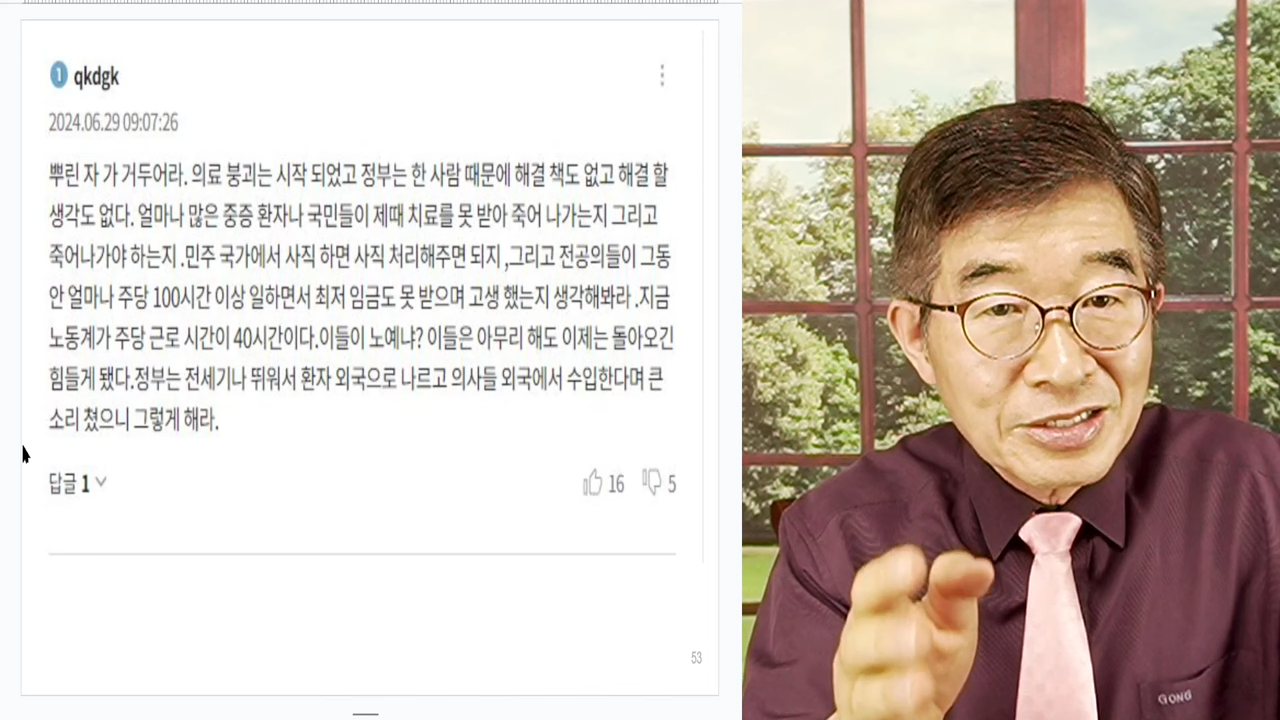 1 qkdgk
2024.06.29 09:07:26
뿌린 자 가 거두어라. 의료 붕괴는 시작 되었고 정부는 한 사람 때문에 해결 책도 없고 해결 할
생각도 없다. 얼마나 많은 중증 환자나 국민들이 제때 치료를 못 받아 죽어 나가는지 그리고
죽어나가야 하는지 .민주 국가에서 사직 하면 사직 처리해주면 되지 ,그리고 전공의들이 그동
안 얼마나 주당 100시간 이상 일하면서 최저 임금도 못 받으며 고생 했는지 생각해봐라 .지금
노동계가 주당 근로 시간이 40시간이다.이들이 노예냐? 이들은 아무리 해도 이제는 돌아오긴
힘들게 됐다.정부는 전세기나 뛰워서 환자 외국으로 나르고 의사들 외국에서 수입한다며 큰
소리 쳤으니 그렇게 해라.
답글 1
16 5
53
GONG